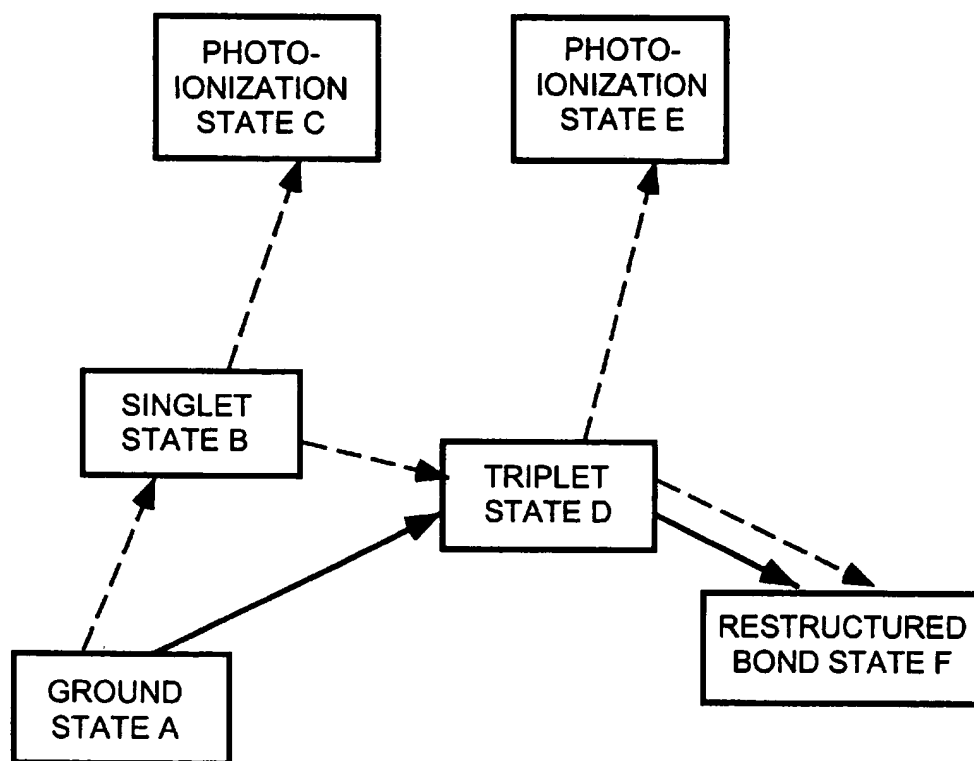 PHOTO-
IONIZATION
STATE C
PHOTO-
IONIZATION
STATE E
SINGLET
STATE B
TRIPLET
STATE D
RESTRUCTURED
BOND STATE F
GROUND
STATE A